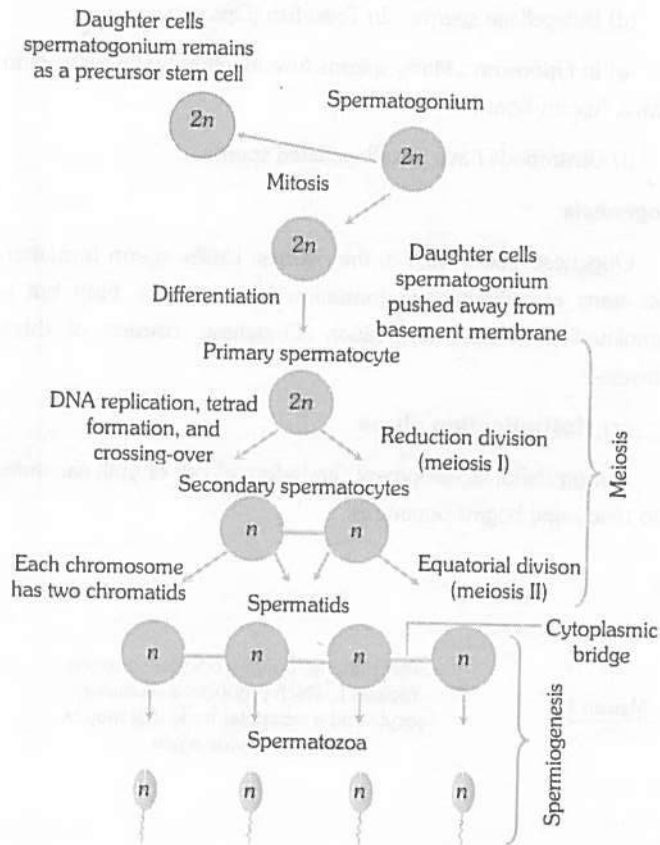 Daughter cells
spermatogonium remains
as a precursor stem cell
Spermatogonium
2n
2n
Mitosis
2n
Daughter cells
spermatogonium
pushed away from
basement membrane
Differentiation
Primary spermatocyte
2n
DNA replication, tetrad
formation, and
crossing-over
Reduction division
(meiosis I)
Meiosis
Secondary spermatocytes
n n
Each chromosome
has two chromatids
Equatorial divison
(meiosis II)
Spermatids
Cytoplasmic
bridge
n n n n
Spermatozoa
Spermiogenesis
n n n n